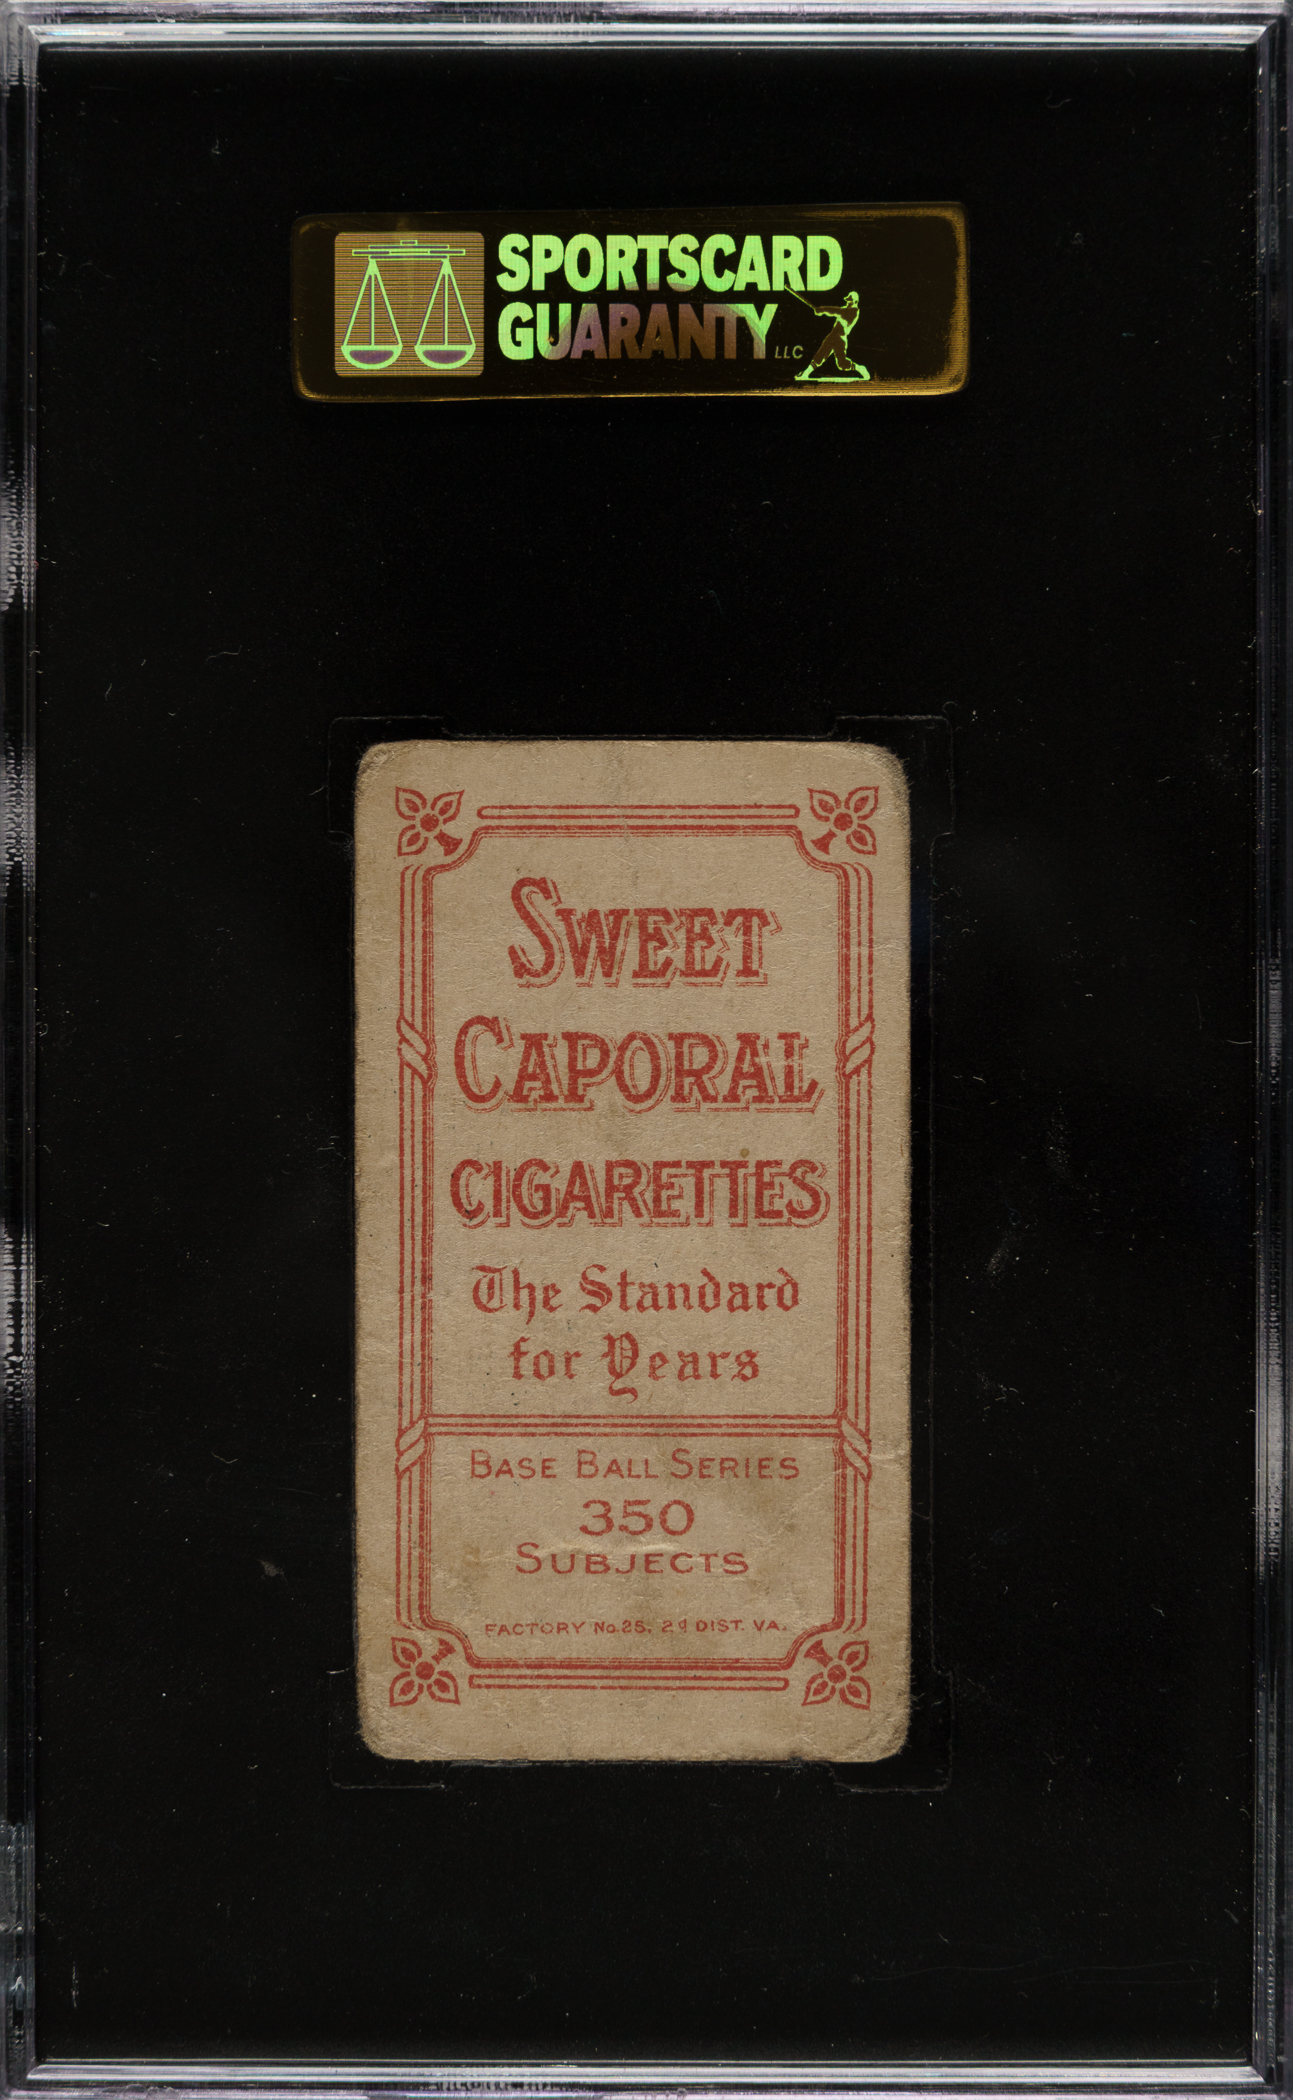 SPORTSCARD
GUARANTY LLC
SWEET
CAPORAL
CIGARETTES
The Standard
for Years
BASE BALL SERIES
350
SUBJECTS
FACTORY No. 25, 2d DIST. VA.